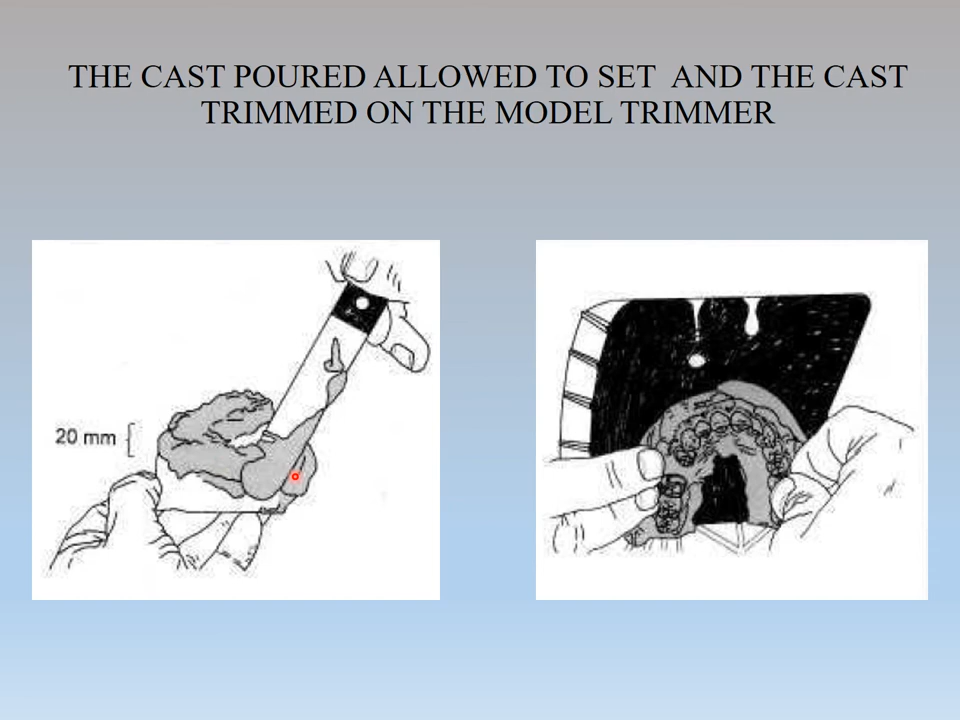 THE CAST POURED ALLOWED TO SET  AND THE CAST
TRIMMED ON THE MODEL TRIMMER
20 mm